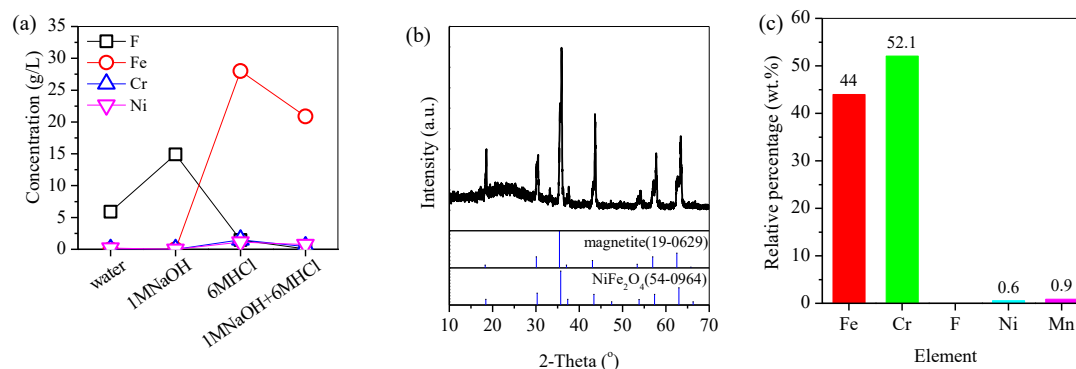 (a)
Concentration (g/L)
35
30
25
20
15
10
5
0
F
Fe
Cr
Ni
water
1MNaOH
6MHCl
1MNaOH+6MHCl
(b)
Intensity (a.u.)
magnetite(19-0629)
NiFe₂O₄(54-0964)
10 20 30 40 50 60 70
2-Theta (°)
(c)
Relative percentage (wt.%)
60
50
40
30
20
10
0
44
52.1
0.6
0.9
Fe Cr F Ni Mn
Element